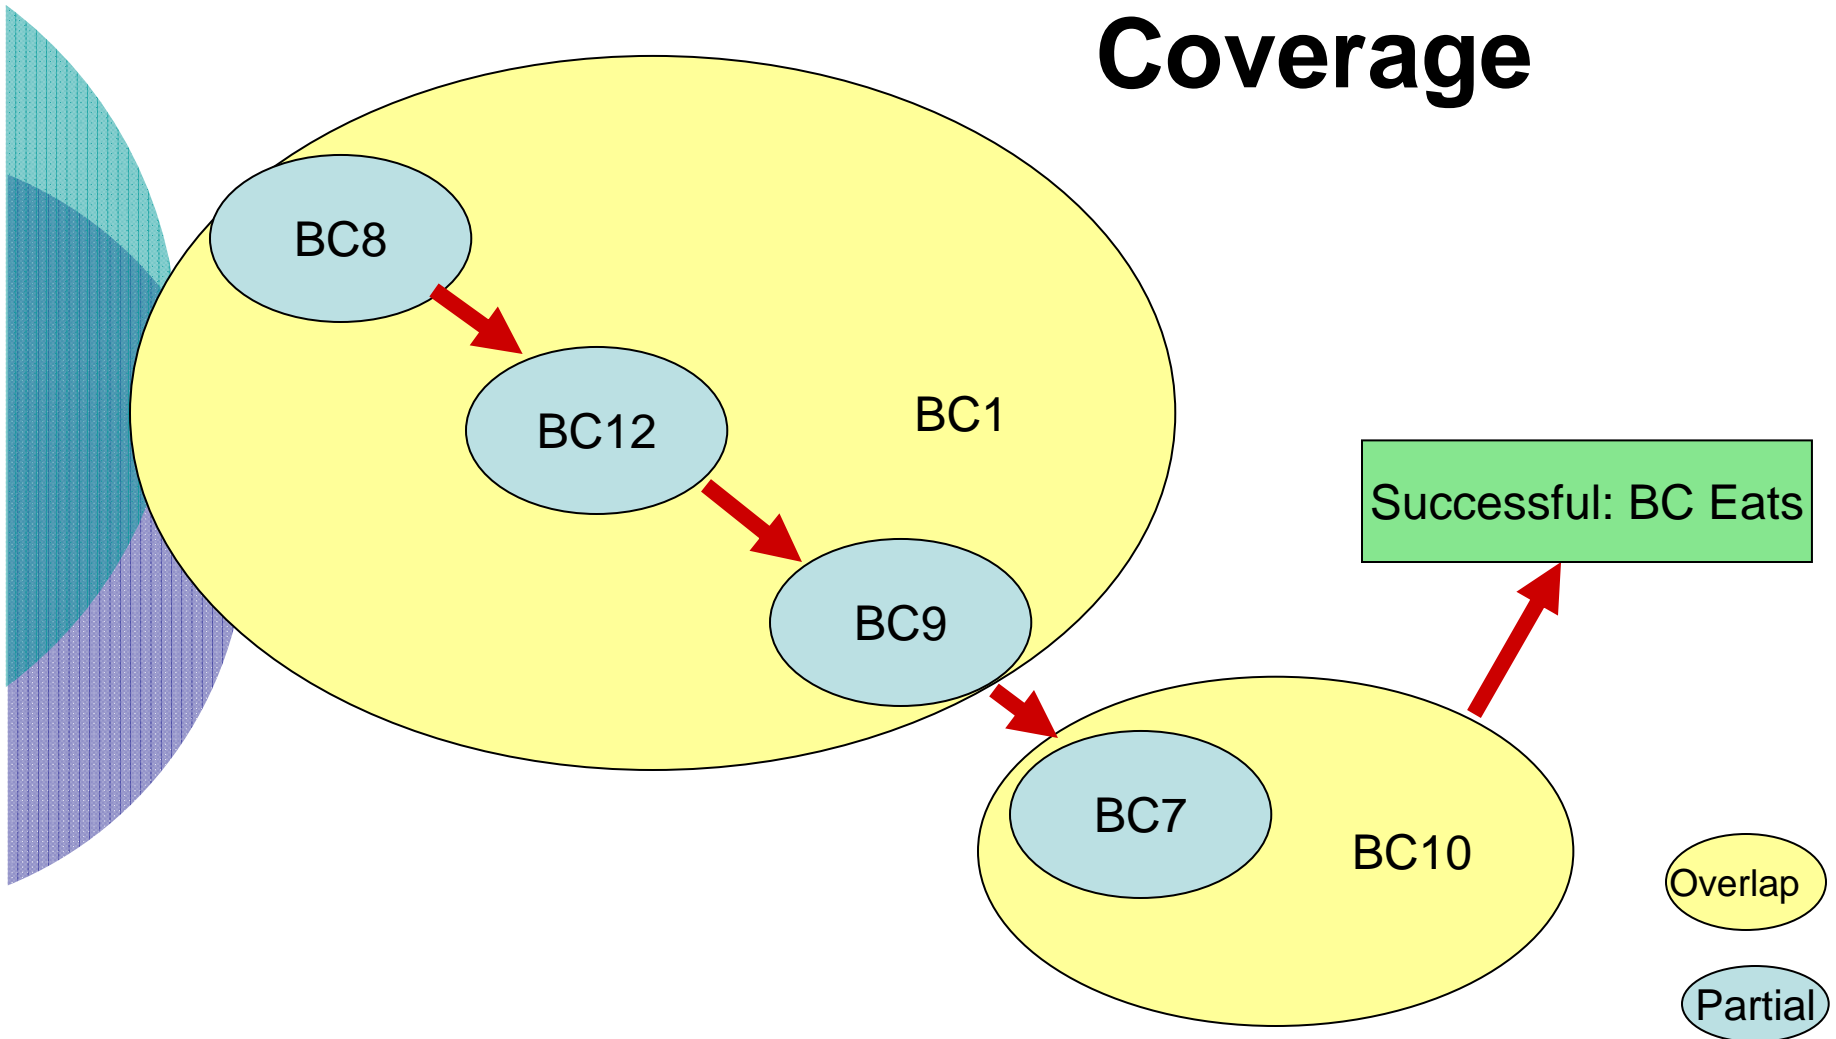 Coverage
BC8
BC12
BC1
Successful: BC Eats
BC9
BC7
BC10
Overlap
Partial